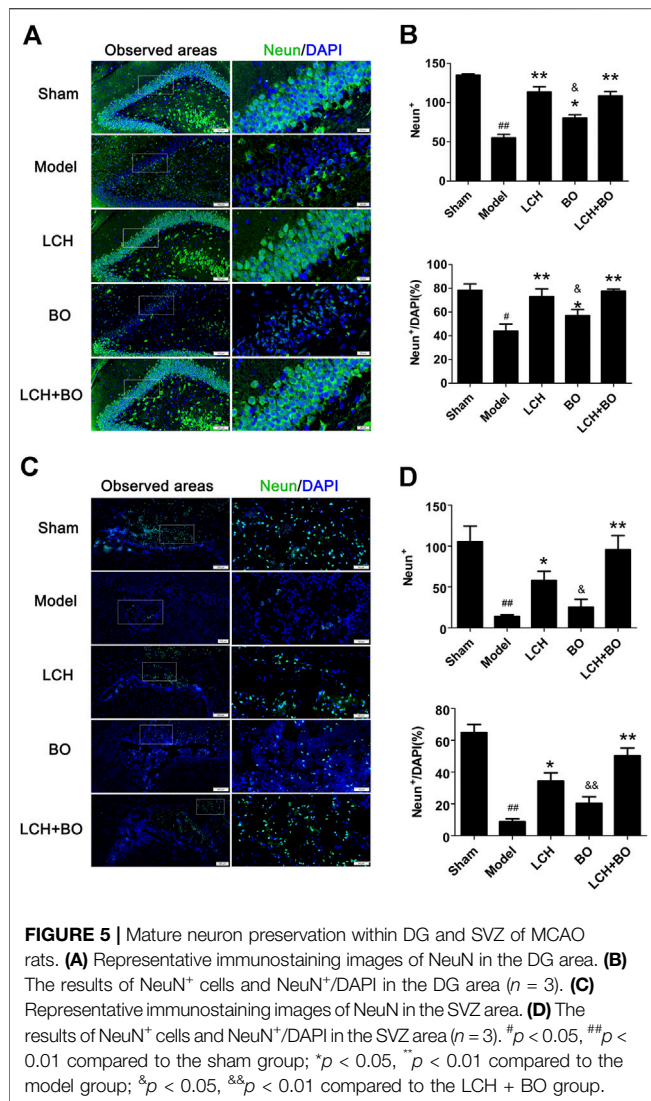 A
Observed areas Neun/DAPI
Sham
Model
LCH
BO
LCH+BO
B
Neun+
150
100
50
0
##
**
&
*
**
Sham Model LCH BO LCH+BO
Neun+/DAPI(%)
100
80
60
40
20
0
#
**
&
*
**
Sham Model LCH BO LCH+BO
C
Observed areas Neun/DAPI
Sham
Model
LCH
BO
LCH+BO
D
Neun+
150
100
50
0
##
*
&
**
Sham Model LCH BO LCH+BO
Neun+/DAPI(%)
80
60
40
20
0
##
*
&&
**
Sham Model LCH BO LCH+BO
FIGURE 5 | Mature neuron preservation within DG and SVZ of MCAO
rats. (A) Representative immunostaining images of NeuN in the DG area. (B)
The results of NeuN+ cells and NeuN+/DAPI in the DG area (n = 3). (C)
Representative immunostaining images of NeuN in the SVZ area. (D) The
results of NeuN+ cells and NeuN+/DAPI in the SVZ area (n = 3). #p < 0.05, ##p <
0.01 compared to the sham group; *p < 0.05, **p < 0.01 compared to the
model group; &p < 0.05, &&p < 0.01 compared to the LCH + BO group.